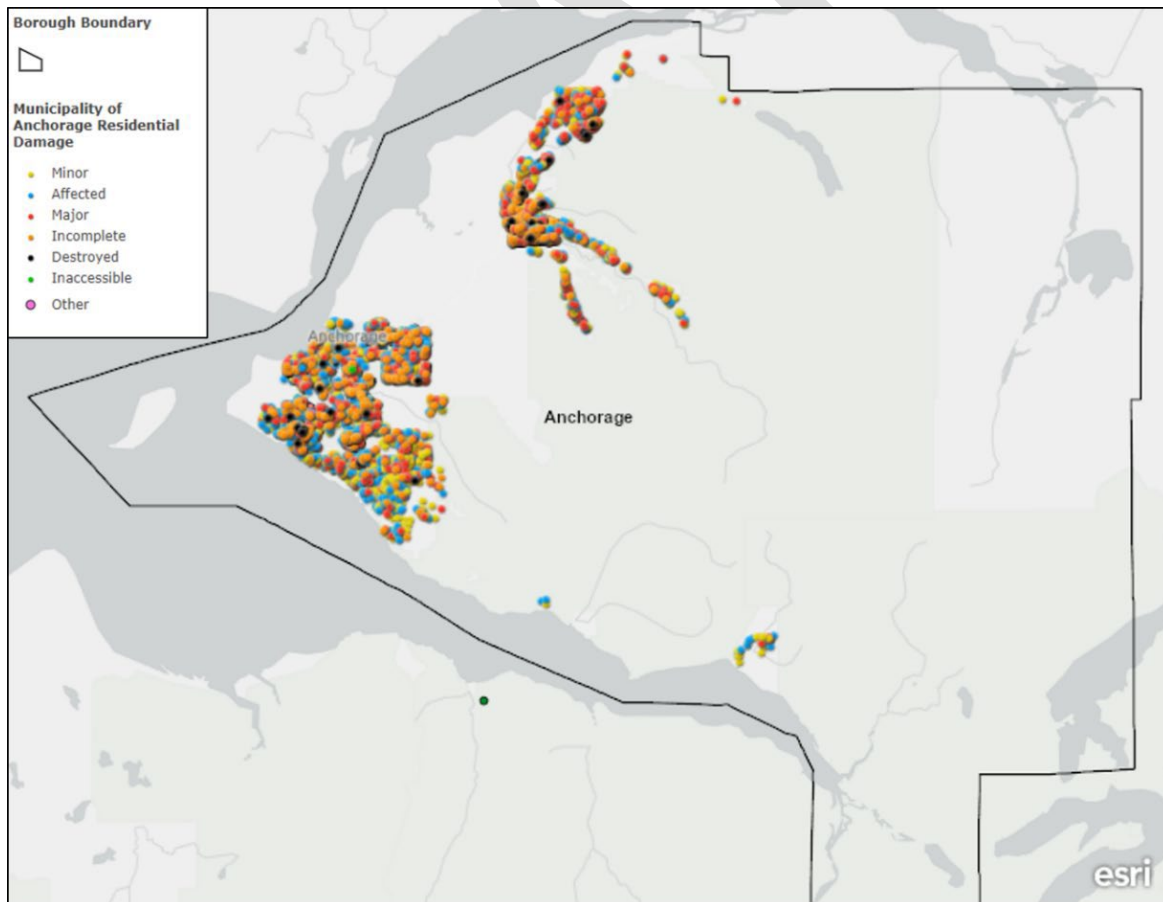 Borough Boundary
Municipality of
Anchorage Residential
Damage
Minor
Affected
Major
Incomplete
Destroyed
Inaccessible
Other
Anchorage
Anchorage
esri